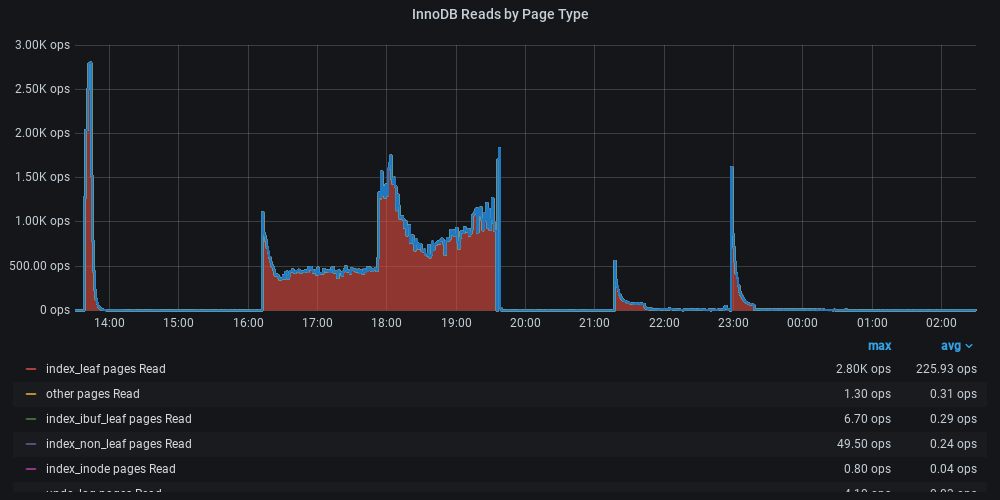 InnoDB Reads by Page Type
3.00K ops
2.50K ops
2.00K ops
1.50K ops
1.00K ops
500.00 ops
0 ops
14:00 15:00 16:00 17:00 18:00 19:00 20:00 21:00 22:00 23:00 00:00 01:00 02:00
max avg
index_leaf pages Read 2.80K ops 225.93 ops
other pages Read 1.30 ops 0.31 ops
index_ibuf_leaf pages Read 6.70 ops 0.29 ops
index_non_leaf pages Read 49.50 ops 0.24 ops
index_inode pages Read 0.80 ops 0.04 ops
undo_log pages Read